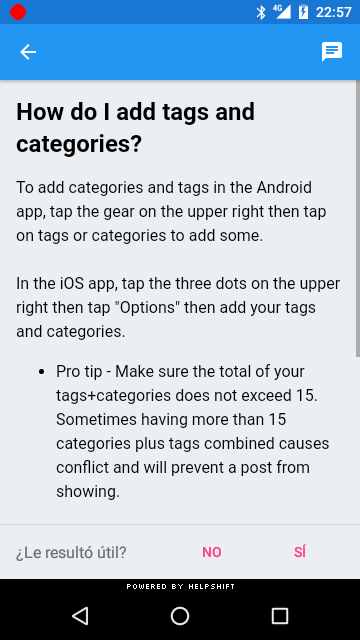 4G 22:57
How do I add tags and
categories?
To add categories and tags in the Android
app, tap the gear on the upper right then tap
on tags or categories to add some.
In the iOS app, tap the three dots on the upper
right then tap "Options" then add your tags
and categories.
• Pro tip - Make sure the total of your
tags+categories does not exceed 15.
Sometimes having more than 15
categories plus tags combined causes
conflict and will prevent a post from
showing.
¿Le resultó útil? NO SÍ
POWERED BY HELPSHIFT